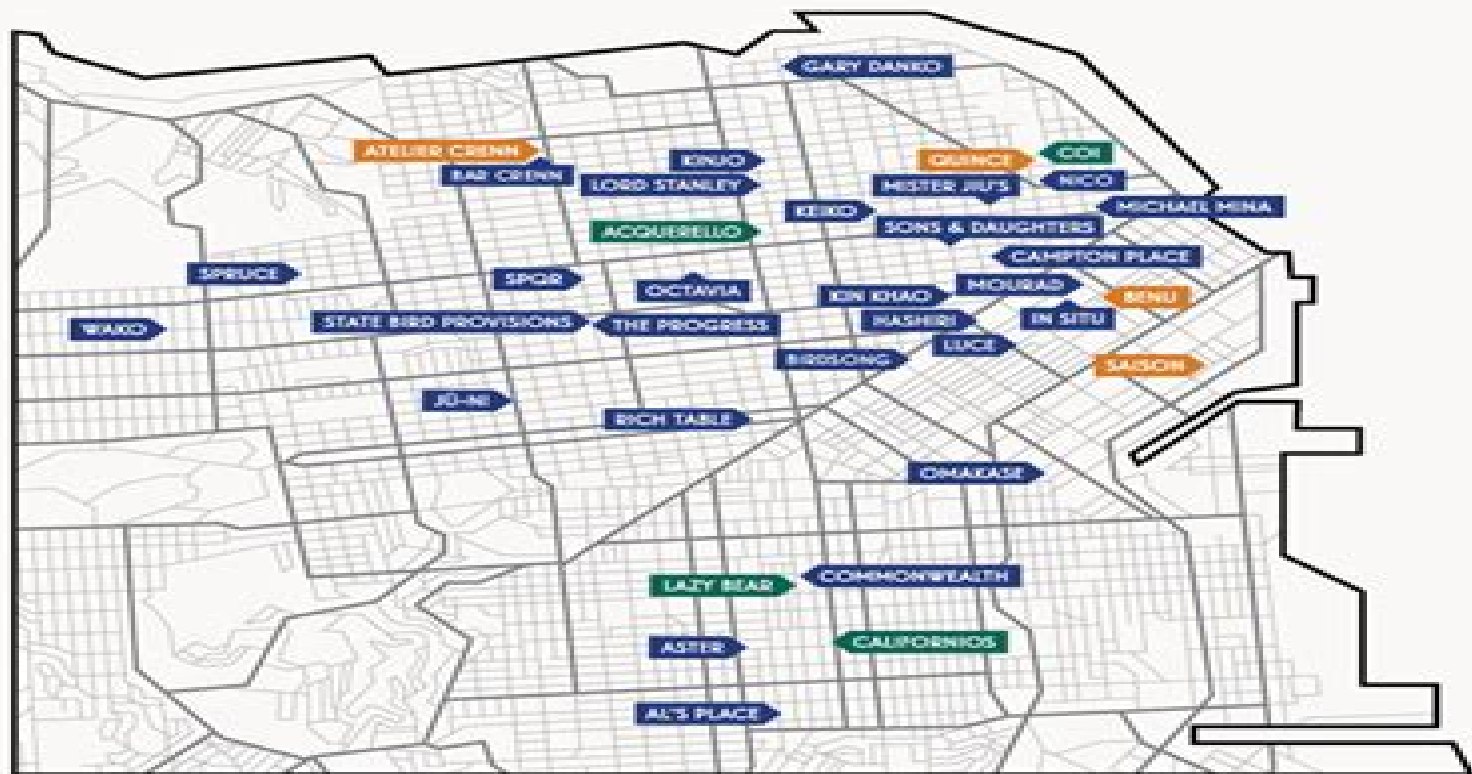 GARY DANKO
ATELIER CRENN
BAR CRENN
KINJO
LORD STANLEY
QUINCE
COI
MISTER JIU'S
NICO
KEIKO
MICHAEL MINA
ACQUERELLO
SONS & DAUGHTERS
CAMPTON PLACE
SPRUCE
SPQR
OCTAVIA
MOURAD
KIN KHAO
BENU
WAKO
STATE BIRD PROVISIONS
THE PROGRESS
HASHIRI
IN SITU
LUCE
BIRDSONG
SAISON
JŪ-NI
RICH TABLE
OMAKASE
LAZY BEAR
COMMONWEALTH
ASTER
CALIFORNIOS
AL'S PLACE